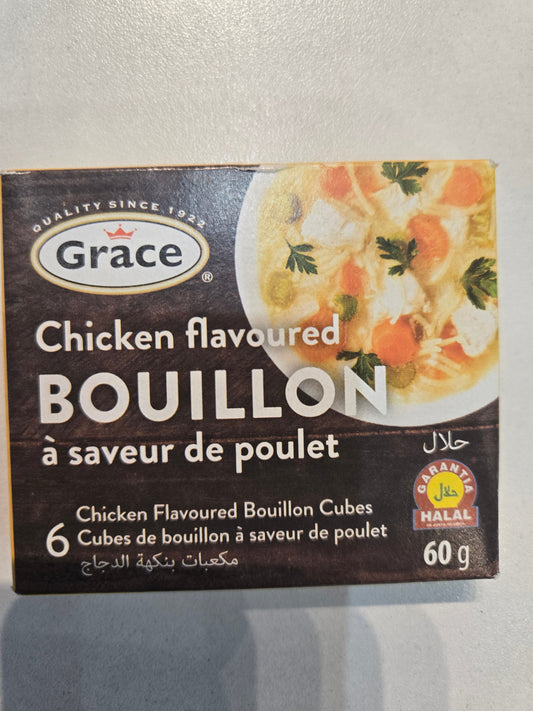 QUALITY SINCE 1922
Grace
®
Chicken flavoured
BOUILLON
à saveur de poulet
حلال
GARANTIA
حلال
HALAL
6 Chicken Flavoured Bouillon Cubes
Cubes de bouillon à saveur de poulet
مكعبات بنكهة الدجاج
60 g